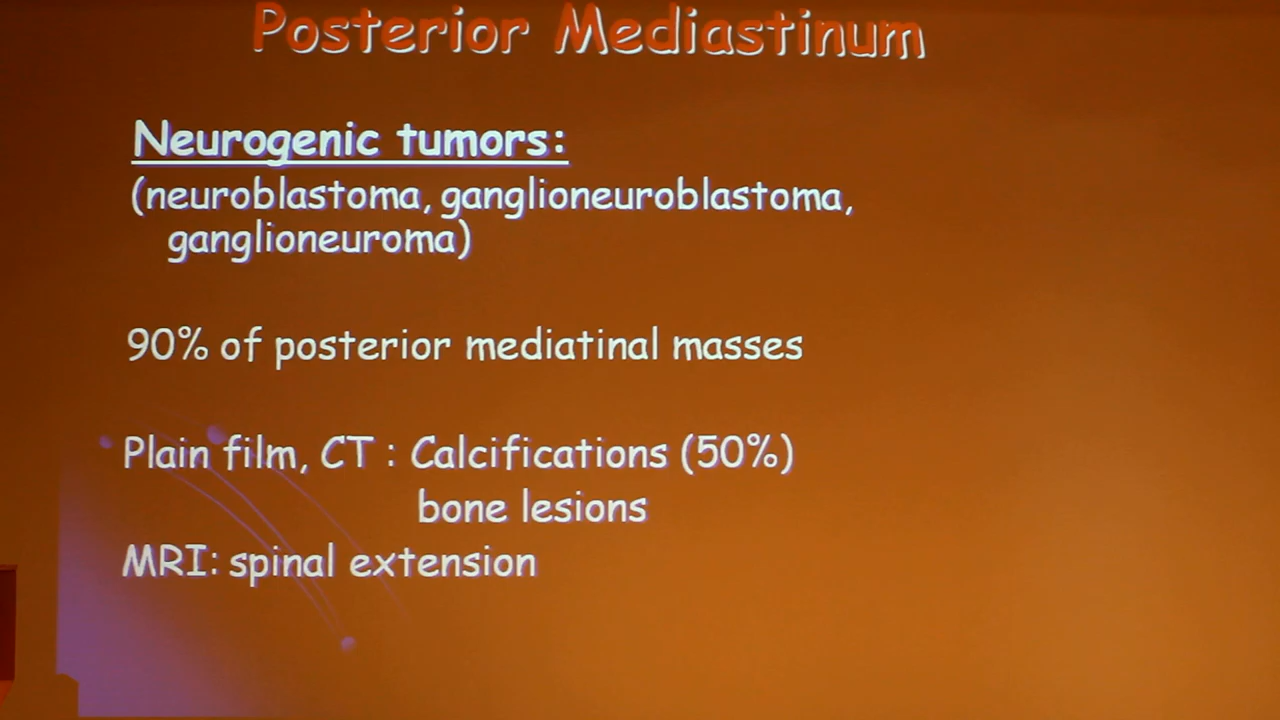 Posterior Mediastinum
Neurogenic tumors:
(neuroblastoma, ganglioneuroblastoma,
ganglioneuroma)
90% of posterior mediatinal masses
Plain film, CT : Calcifications (50%)
bone lesions
MRI: spinal extension